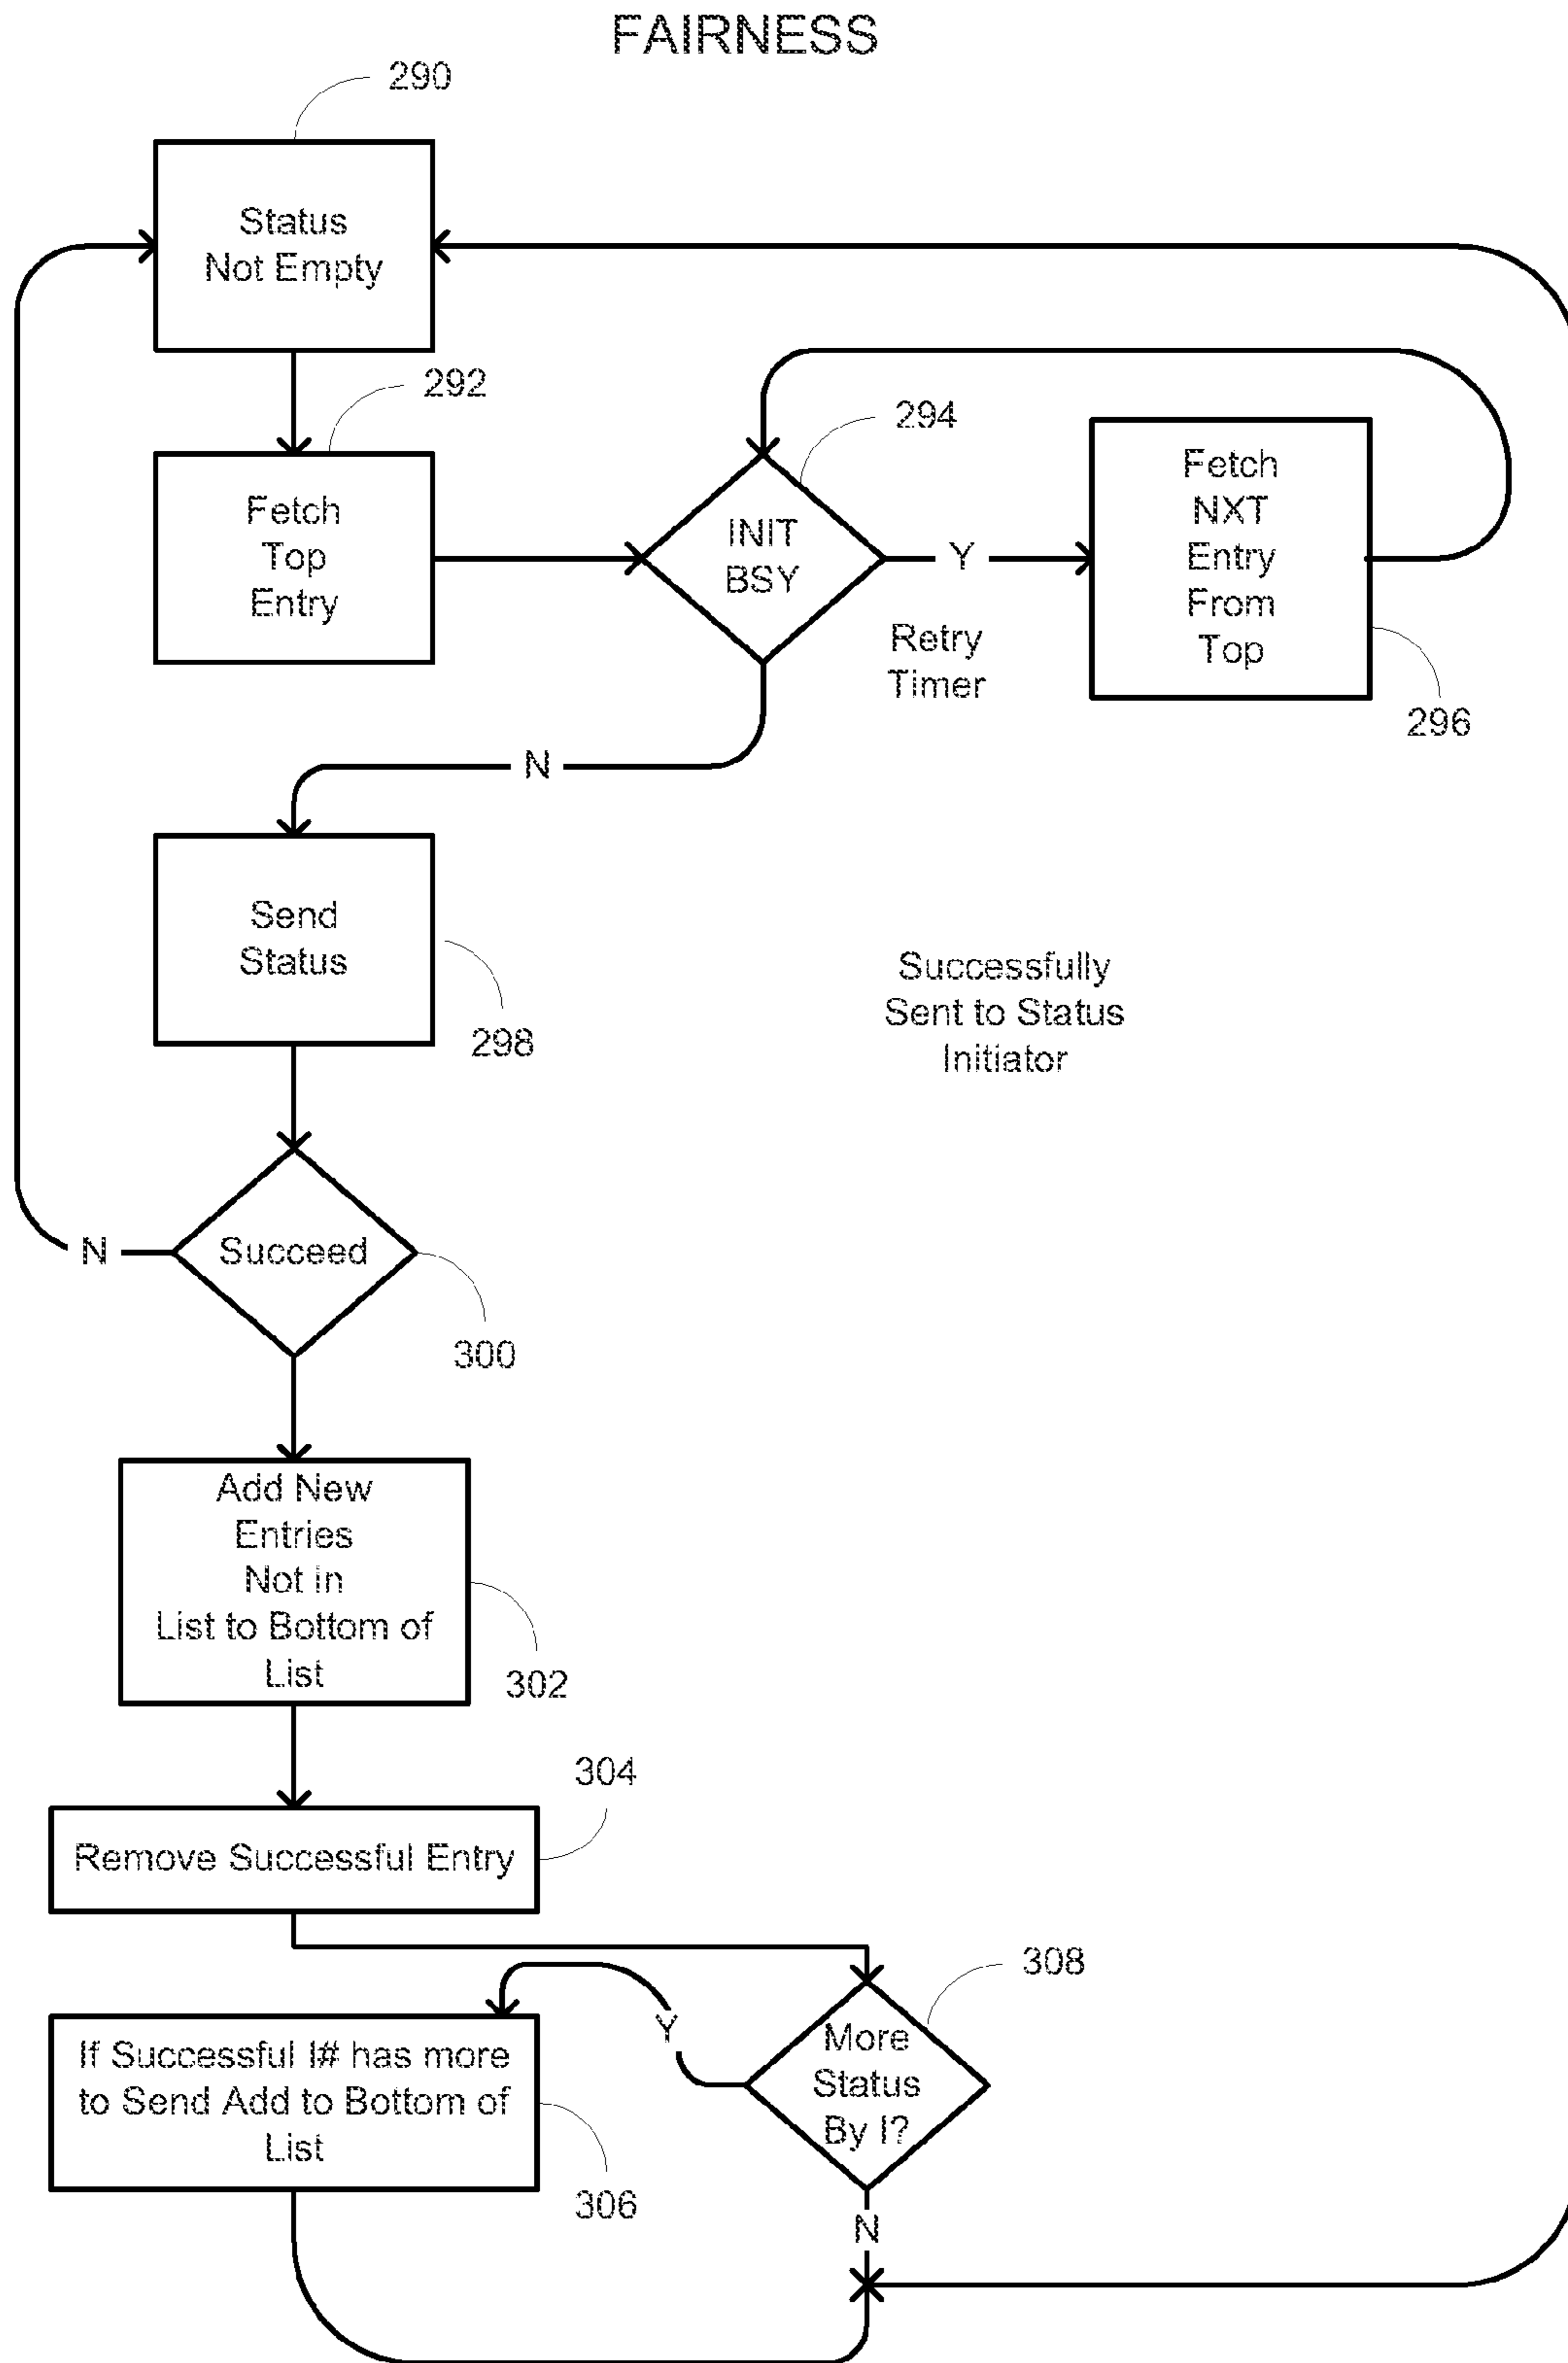 FAIRNESS
290
Status
Not Empty
292
Fetch
Top
Entry
294
INIT
BSY
Y
Retry
Timer
Fetch
NXT
Entry
From
Top
296
N
Send
Status
298
Successfully
Sent to Status
Initiator
N
Succeed
300
Add New
Entries
Not in
List to Bottom of
List
302
304
Remove Successful Entry
308
Y
More
Status
By I?
If Successful I# has more
to Send Add to Bottom of
List
306
N